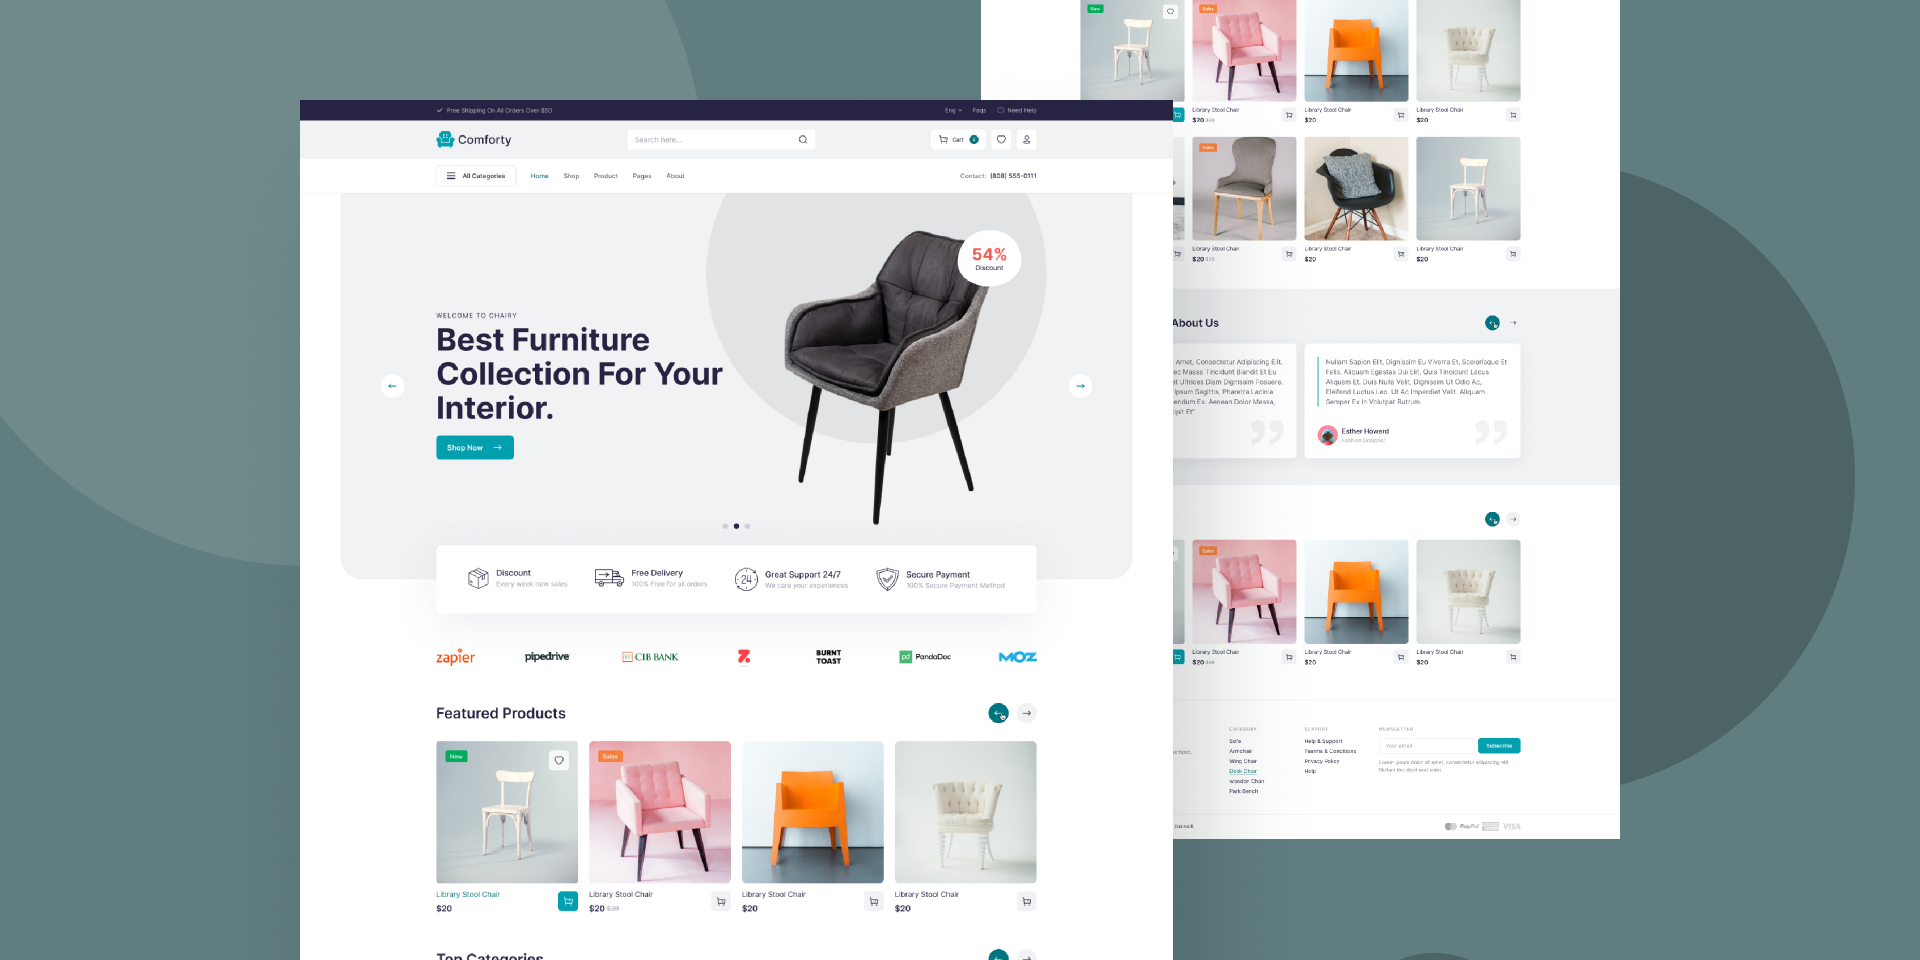 Free Shipping On All Orders Over $50
Eng
Faqs
Need Help
Comforty
Search here...
Cart
All Categories
Home
Shop
Product
Pages
About
Contact: (808) 555-0111
54%
Discount
WELCOME TO CHAIRY
Best Furniture
Collection For Your
Interior.
Shop Now
Discount
Every week new sales
Free Delivery
100% Free for all orders
24
Great Support 24/7
We care your experiences
Secure Payment
100% Secure Payment Method
zapier
pipedrive
CIB BANK
BURNT
TOAST
pd PandaDoc
MOZ
Featured Products
New
Sales
Library Stool Chair
$20
Library Stool Chair
$20 $39
Library Stool Chair
$20
Library Stool Chair
$20
Top Categories
New
Sales
Library Stool Chair
$20 $39
Library Stool Chair
$20
Library Stool Chair
$20
Sales
Library Stool Chair
$20 $39
Library Stool Chair
$20
Library Stool Chair
$20
About Us
Amet, Consectetur Adipiscing Elit.
ec Massa Tincidunt Blandit Et Eu
et Ultrices Diam Dignissim Posuere.
Ipsum Sagittis, Pharetra Lacinia
endum Ex. Aenean Dolor Massa,
cipit Et"
Nullam Sapien Elit, Dignissim Eu Viverra Et, Scelerisque Et
Felis. Aliquam Egestas Dui Elit, Quis Tincidunt Lacus
Aliquam Et. Duis Nulle Velit, Dignissim Ut Odio Ac,
Eleifend Luctus Leo. Ut Ac Imperdiet Velit. Aliquam
Semper Ex In Volutpat Rutrum.
Esther Howard
Fashion Designer
Sales
Library Stool Chair
$20 $39
Library Stool Chair
$20
Library Stool Chair
$20
CATEGORY
Sofa
Armchair
Wing Chair
Desk Chair
wooden Chair
Park Bench
SUPPORT
Help & Support
Tearms & Conditions
Privacy Policy
Help
NEWSLETTER
Your email
Subscribe
Lorem ipsum dolor sit amet, consectetur adipiscing elit.
Nullam tincidunt erat enim.
PayPal
VISA